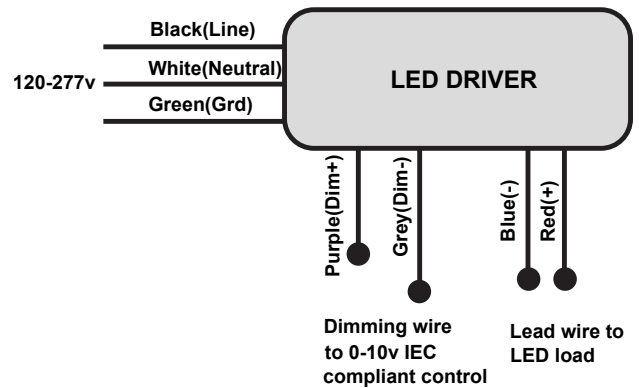 Black(Line)
120-277v
White(Neutral)
Green(Grd)
LED DRIVER
Purple(Dim+)
Grey(Dim-)
Blue(-)
Red(+)
Dimming wire
to 0-10v IEC
compliant control
Lead wire to
LED load